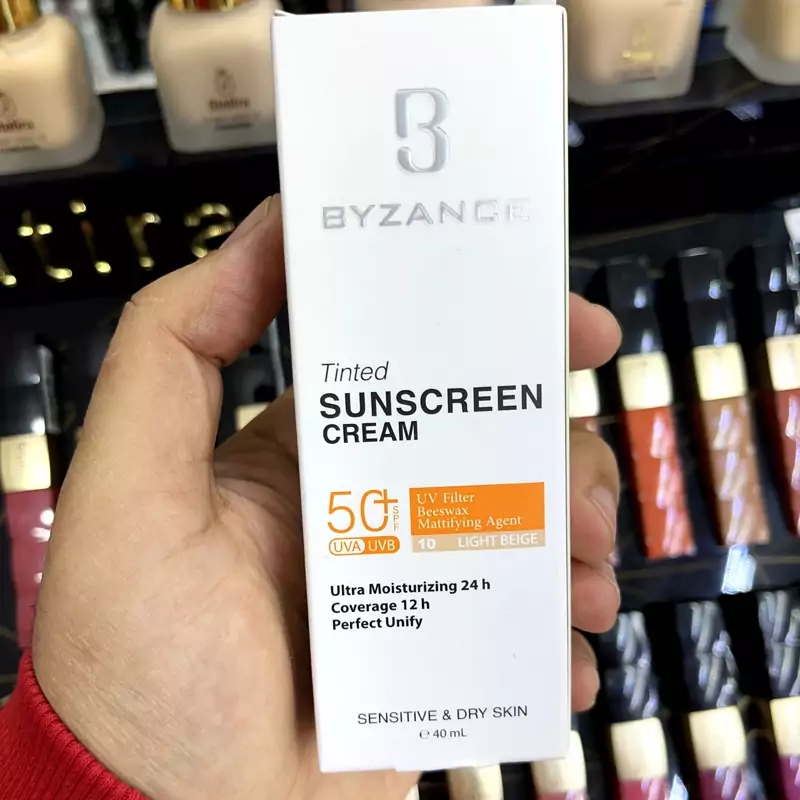 BYZANCE
Tinted
SUNSCREEN
CREAM
50+
SPF
UVA UVB
UV Filter
Beeswax
Mattifying Agent
10 LIGHT BEIGE
Ultra Moisturizing 24 h
Coverage 12 h
Perfect Unify
SENSITIVE & DRY SKIN
℮ 40 mL